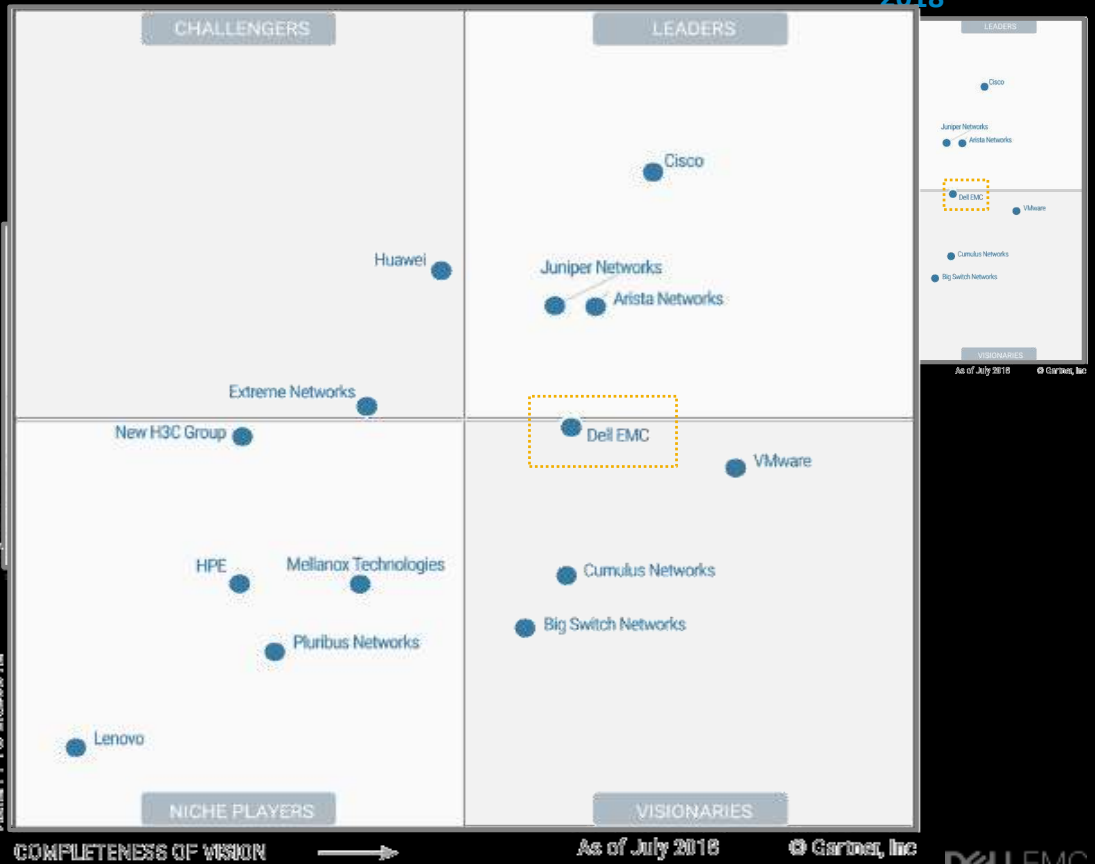 2018
CHALLENGERS
LEADERS
Cisco
Huawei
Juniper Networks
Arista Networks
Extreme Networks
New H3C Group
Dell EMC
VMware
HPE
Mellanox Technologies
Cumulus Networks
Big Switch Networks
Pluribus Networks
Lenovo
NICHE PLAYERS
VISIONARIES
COMPLETENESS OF VISION
As of July 2018
© Gartner, Inc
LEADERS
Cisco
Juniper Networks
Arista Networks
Dell EMC
VMware
Cumulus Networks
Big Switch Networks
VISIONARIES
As of July 2018
© Gartner, Inc
DELL EMC